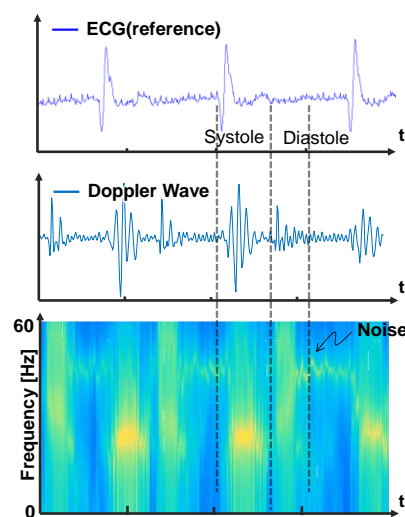 ECG(reference)
Systole Diastole
t
Doppler Wave
t
60
Noise
Frequency [Hz]
0
t